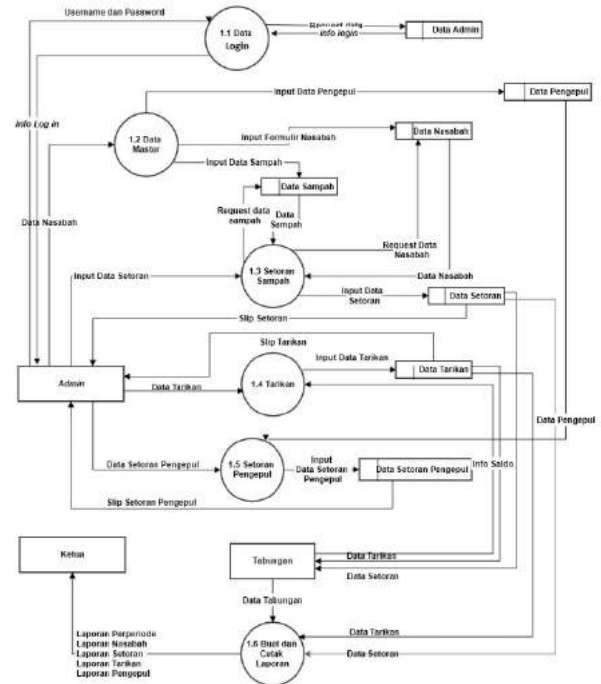 Username dan Password
1.1 Data
Login
Request data
info login
Data Admin
Input Data Pengepul
Data Pengepul
Info Log in
1.2 Data
Master
Input Formulir Nasabah
Data Nasabah
Input Data Sampah
Data Sampah
Request data
sampah
Data
Sampah
Data Nasabah
Request Data
Nasabah
1.3 Setoran
Sampah
Input Data Setoran
Data Nasabah
Input Data
Setoran
Data Setoran
Slip Setoran
Slip Tarikan
Admin
Data Tarikan
1.4 Tarikan
Input Data Tarikan
Data Tarikan
Data Pengepul
Data Setoran Pengepul
1.5 Setoran
Pengepul
Input
Data Setoran
Pengepul
Data Setoran Pengepul
Info Saldo
Slip Setoran Pengepul
Ketua
Tabungan
Data Tarikan
Data Setoran
Data Tabungan
Laporan Perperiode
Laporan Nasabah
Laporan Setoran
Laporan Tarikan
Laporan Pengepul
1.6 Buat dan
Cetak
Laporan
Data Tarikan
Data Setoran